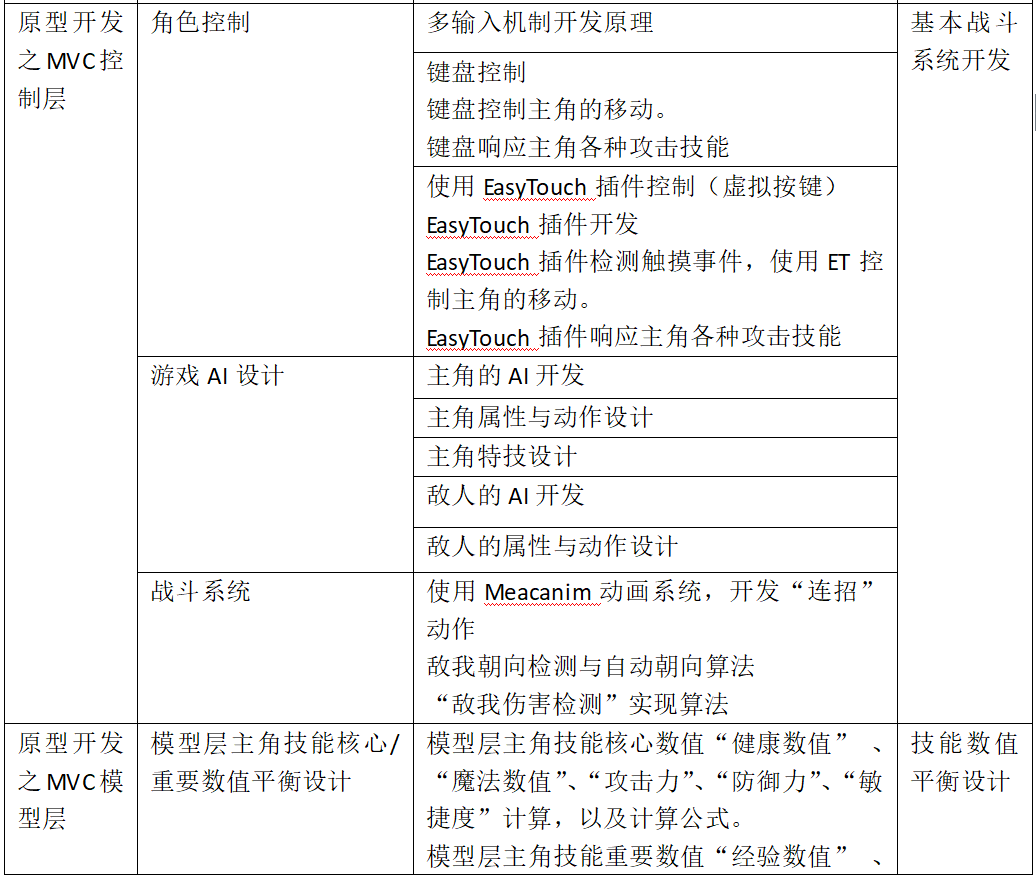 原型开发
之MVC控
制层
角色控制
多输入机制开发原理
键盘控制
键盘控制主角的移动。
键盘响应主角各种攻击技能
使用 EasyTouch 插件控制（虚拟按键）
EasyTouch 插件开发
EasyTouch 插件检测触摸事件，使用 ET 控
制主角的移动。
EasyTouch 插件响应主角各种攻击技能
基本战斗
系统开发
游戏 AI 设计
主角的 AI 开发
主角属性与动作设计
主角特技设计
敌人的 AI 开发
敌人的属性与动作设计
战斗系统
使用 Meacanim 动画系统，开发“连招”
动作
敌我朝向检测与自动朝向算法
“敌我伤害检测”实现算法
原型开发
之MVC模
型层
模型层主角技能核心/
重要数值平衡设计
模型层主角技能核心数值“健康数值” 、
“魔法数值”、“攻击力”、“防御力”、“敏
捷度”计算，以及计算公式。
模型层主角技能重要数值“经验数值” 、
技能数值
平衡设计